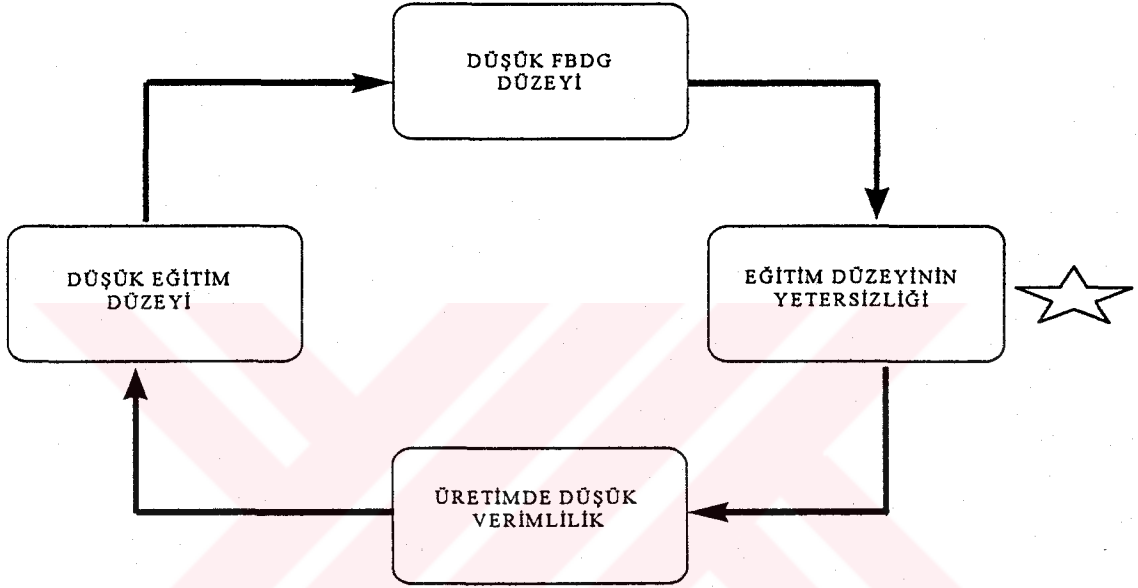 DÜŞÜK FBDG
DÜZEYİ
DÜŞÜK EĞİTİM
DÜZEYİ
EĞİTİM DÜZEYİNİN
YETERSİZLİĞİ
ÜRETİMDE DÜŞÜK
VERİMLİLİK